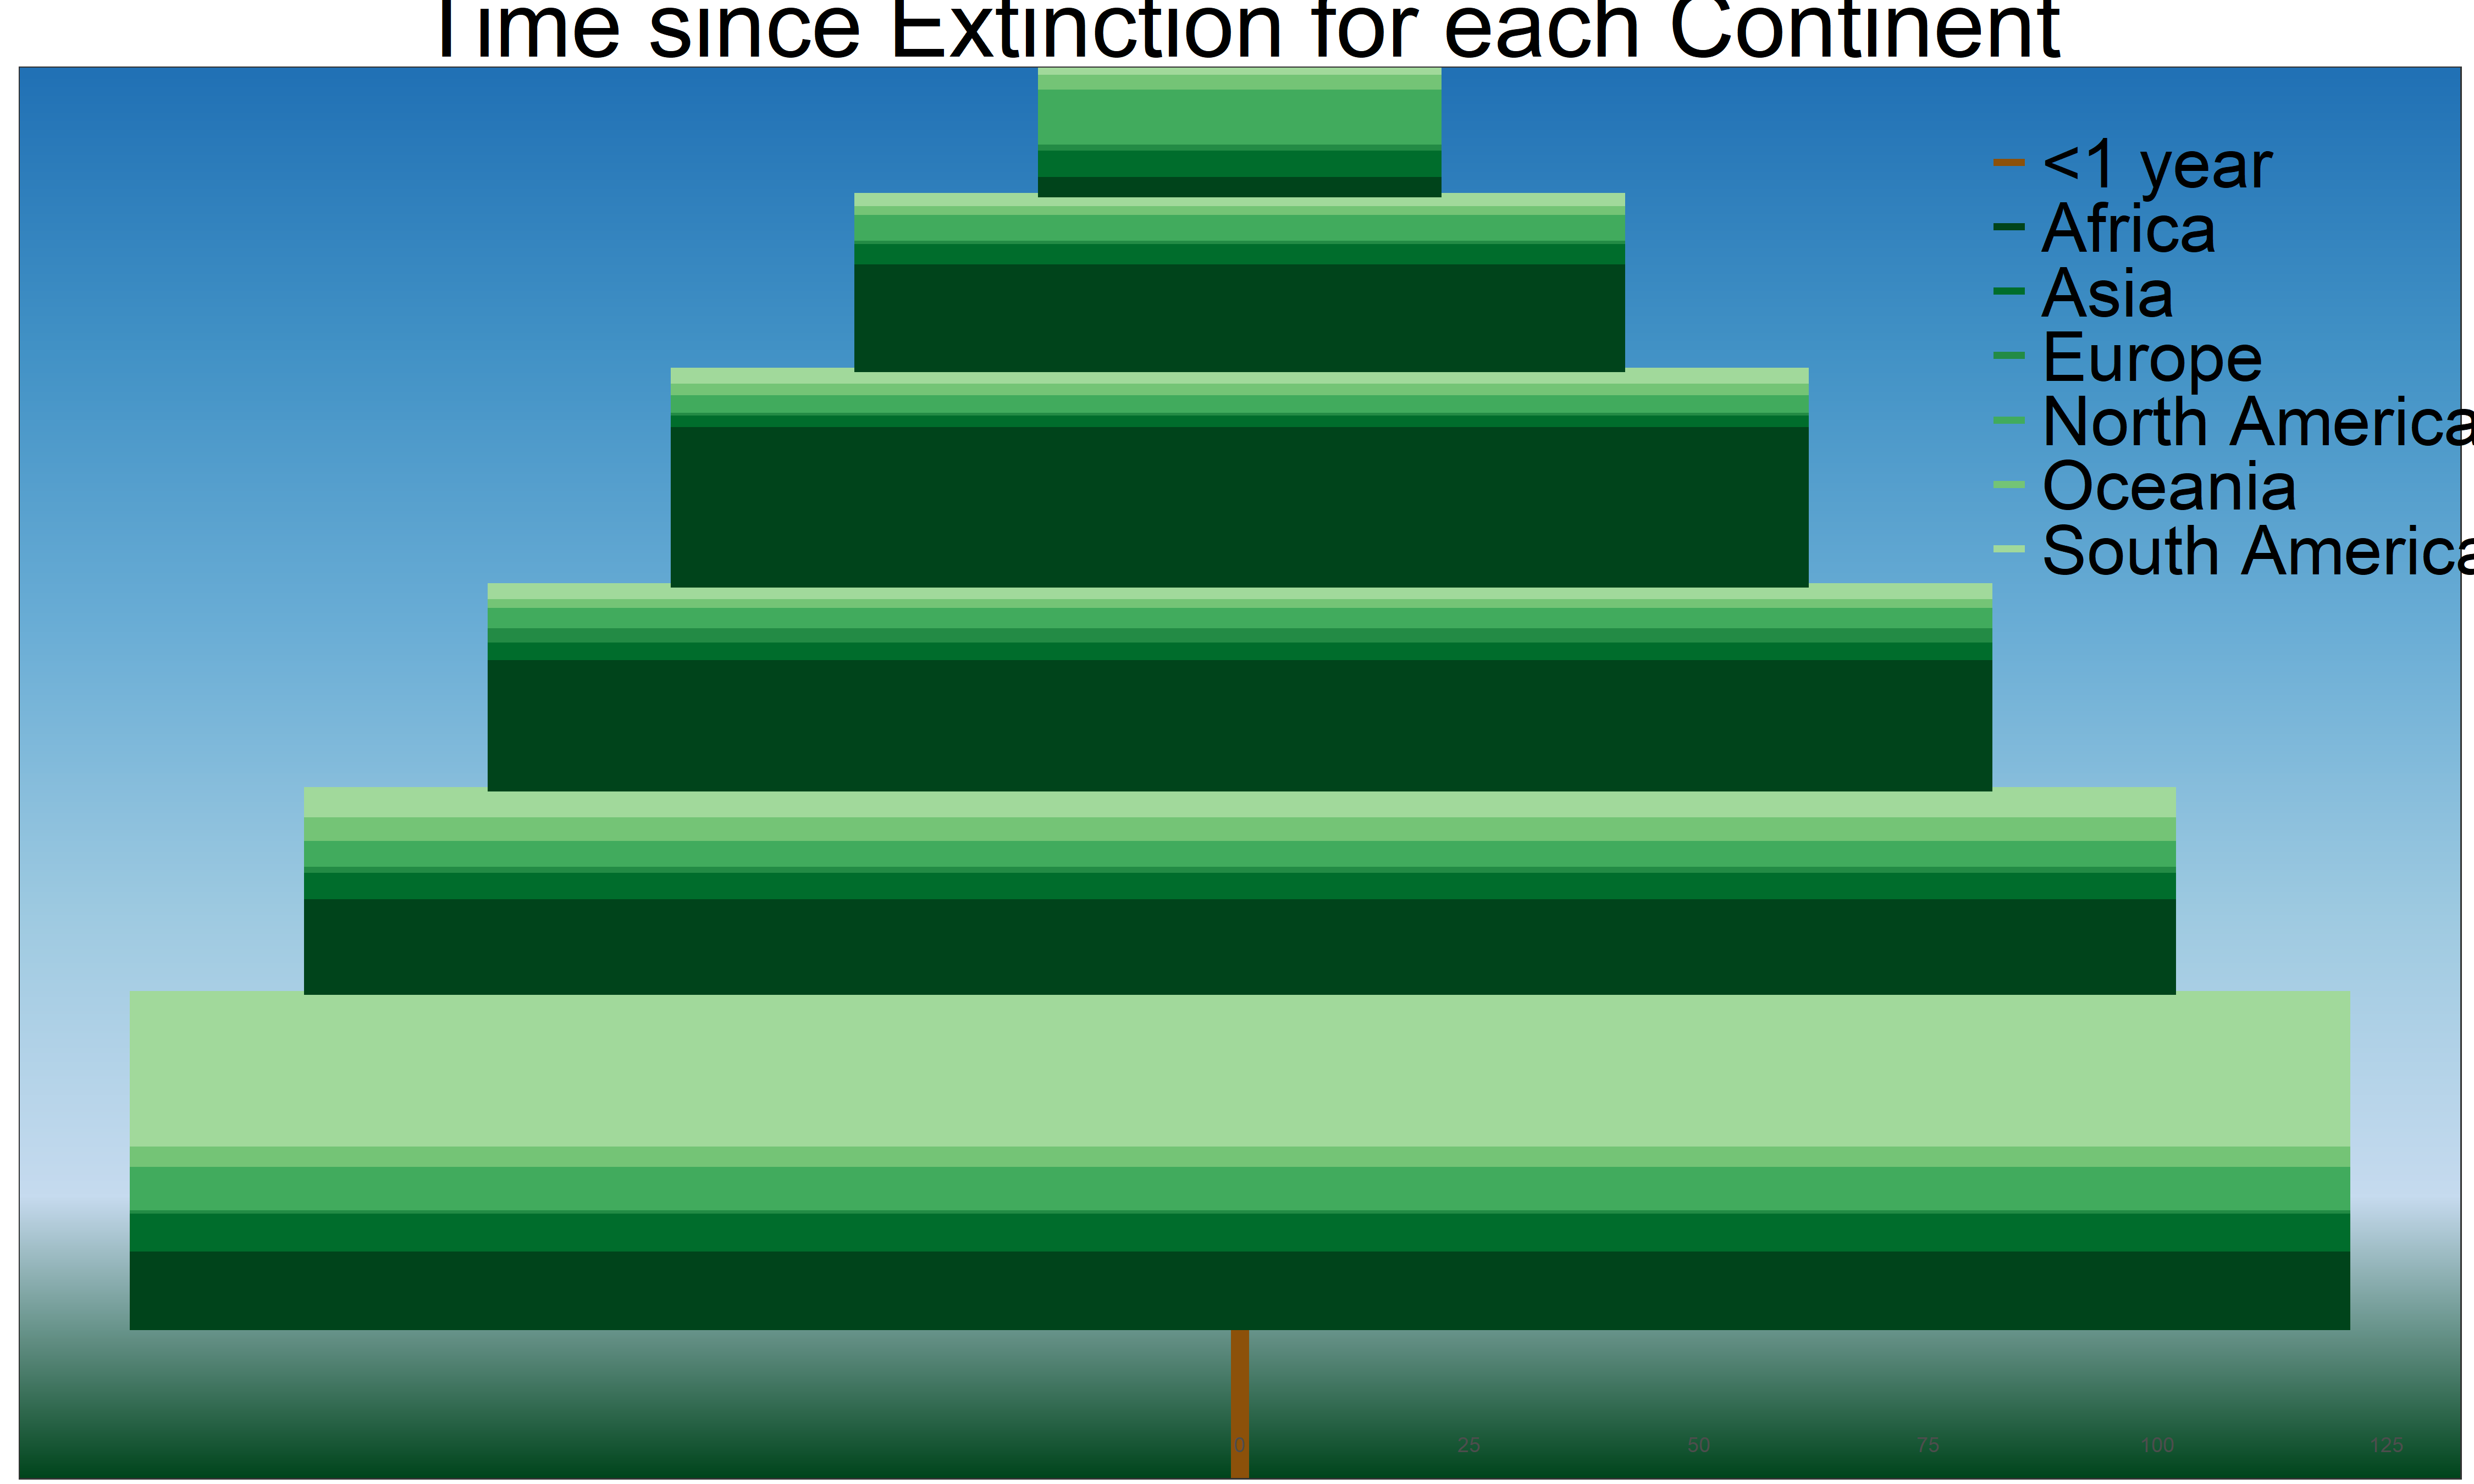 Time since Extinction for each Continent
<1 year
Africa
Asia
Europe
North America
Oceania
South America
0 25 50 75 100 125